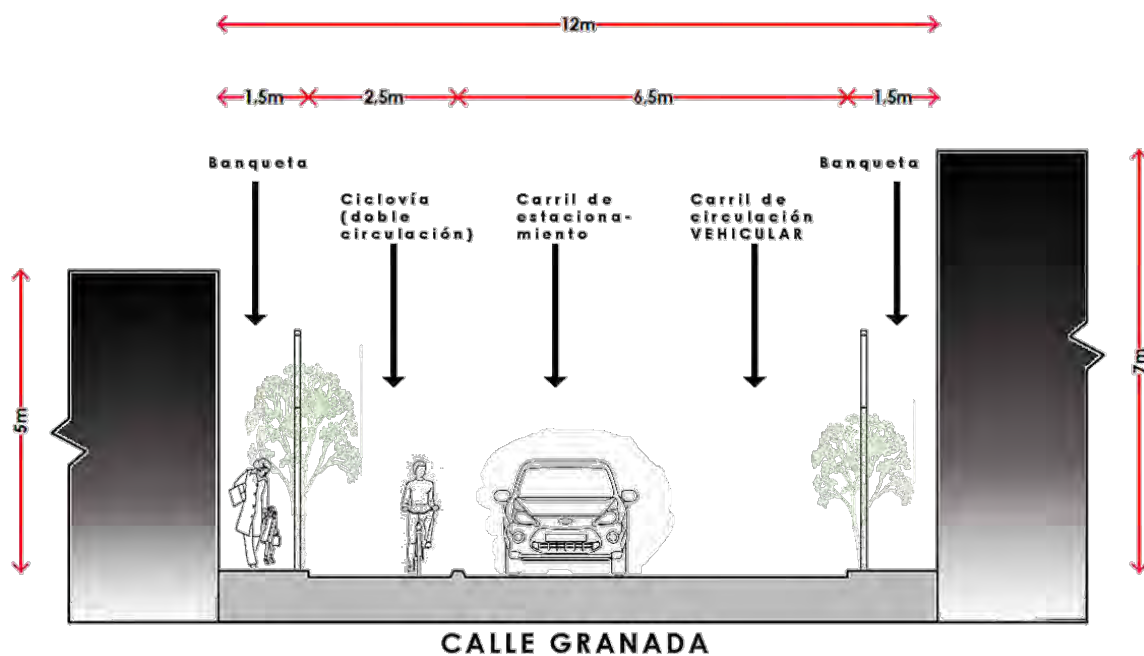 12m
1,5m
2,5m
6,5m
1,5m
Banqueta
Banqueta
Ciclovía
(doble
circulación)
Carril de
estaciona-
miento
Carril de
circulación
VEHICULAR
5m
7m
CALLE GRANADA